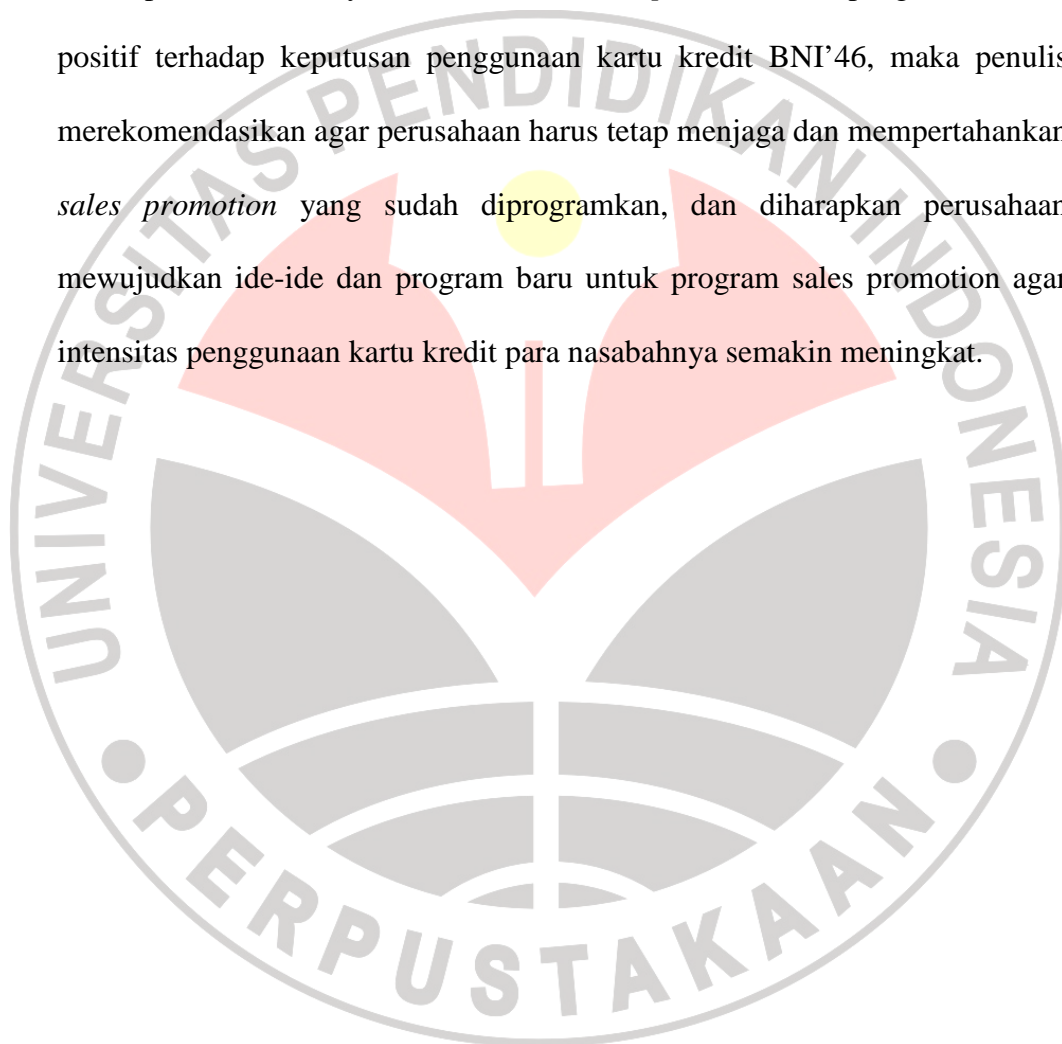 positif terhadap keputusan penggunaan kartu kredit BNI’46, maka penulis
merekomendasikan agar perusahaan harus tetap menjaga dan mempertahankan
sales promotion yang sudah diprogramkan, dan diharapkan perusahaan
mewujudkan ide-ide dan program baru untuk program sales promotion agar
intensitas penggunaan kartu kredit para nasabahnya semakin meningkat.
UNIVERSITAS PENDIDIKAN INDONESIA
PERPUSTAKAAN